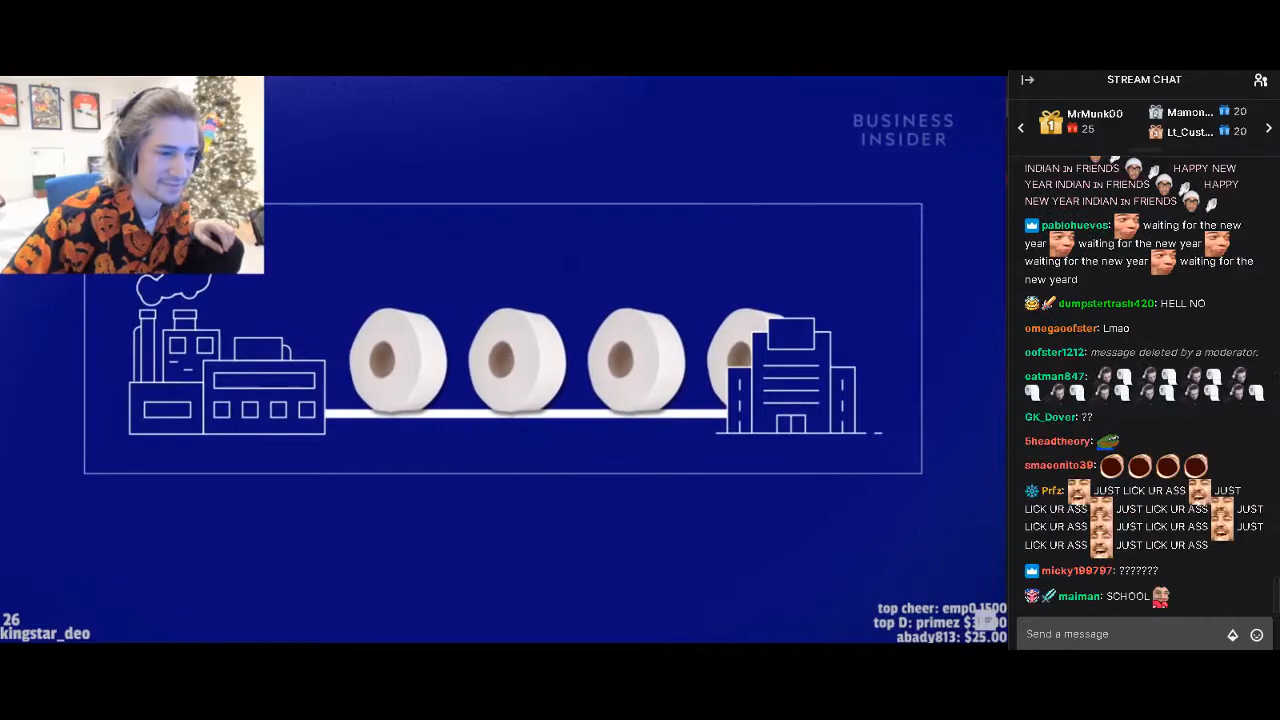 BUSINESS
INSIDER
26
kingstar_deo
top cheer: emp0 1500
top D: primez
abady813: $25.00
STREAM CHAT
MrMunk00
25
Mamon... 20
Lt_Cust... 20
INDIAN IN FRIENDS HAPPY NEW
YEAR INDIAN IN FRIENDS HAPPY
NEW YEAR INDIAN IN FRIENDS
pablohuevos: waiting for the new
year waiting for the new year
waiting for the new year waiting for the
new yeard
dumpstertrash420: HELL NO
omegaoofster: Lmao
oofster1212: message deleted by a moderator.
catman847:
GK_Dover: ??
5headtheory:
smaconito39:
Prfz: JUST LICK UR ASS JUST
LICK UR ASS JUST LICK UR ASS JUST
LICK UR ASS JUST LICK UR ASS JUST
LICK UR ASS JUST LICK UR ASS
micky199797: ???????
maiman: SCHOOL
Send a message